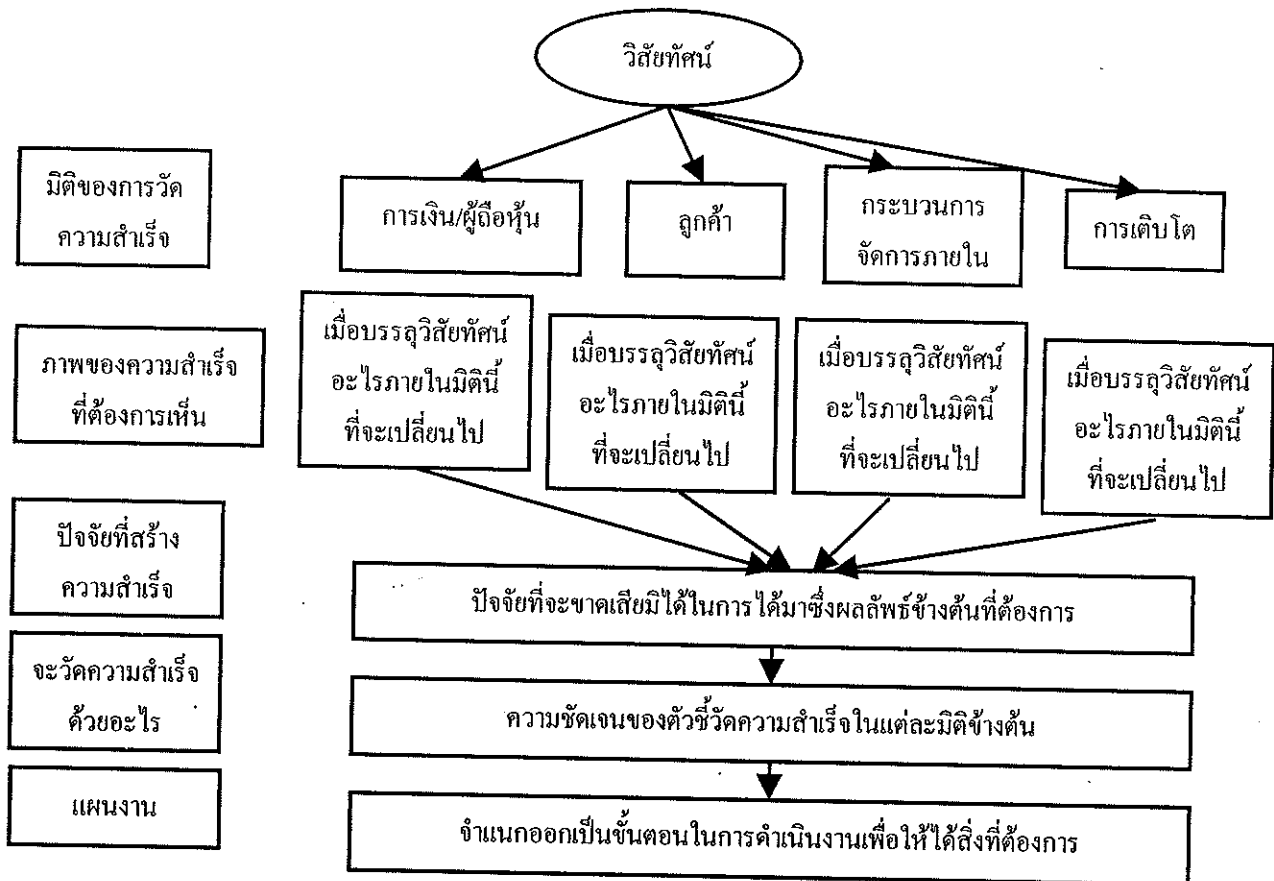 วิสัยทัศน์
มิติของการวัด
ความสำเร็จ
การเงิน/ผู้ถือหุ้น
ลูกค้า
กระบวนการ
จัดการภายใน
การเติบโต
ภาพของความสำเร็จ
ที่ต้องการเห็น
เมื่อบรรลุวิสัยทัศน์
อะไรภายในมิตินี้
ที่จะเปลี่ยนไป
เมื่อบรรลุวิสัยทัศน์
อะไรภายในมิตินี้
ที่จะเปลี่ยนไป
เมื่อบรรลุวิสัยทัศน์
อะไรภายในมิตินี้
ที่จะเปลี่ยนไป
เมื่อบรรลุวิสัยทัศน์
อะไรภายในมิตินี้
ที่จะเปลี่ยนไป
ปัจจัยที่สร้าง
ความสำเร็จ
ปัจจัยที่จะขาดเสียมิได้ในการได้มาซึ่งผลลัพธ์ข้างต้นที่ต้องการ
จะวัดความสำเร็จ
ด้วยอะไร
ความชัดเจนของตัวชี้วัดความสำเร็จในแต่ละมิติข้างต้น
แผนงาน
จำแนกออกเป็นขั้นตอนในการดำเนินงานเพื่อให้ได้สิ่งที่ต้องการ